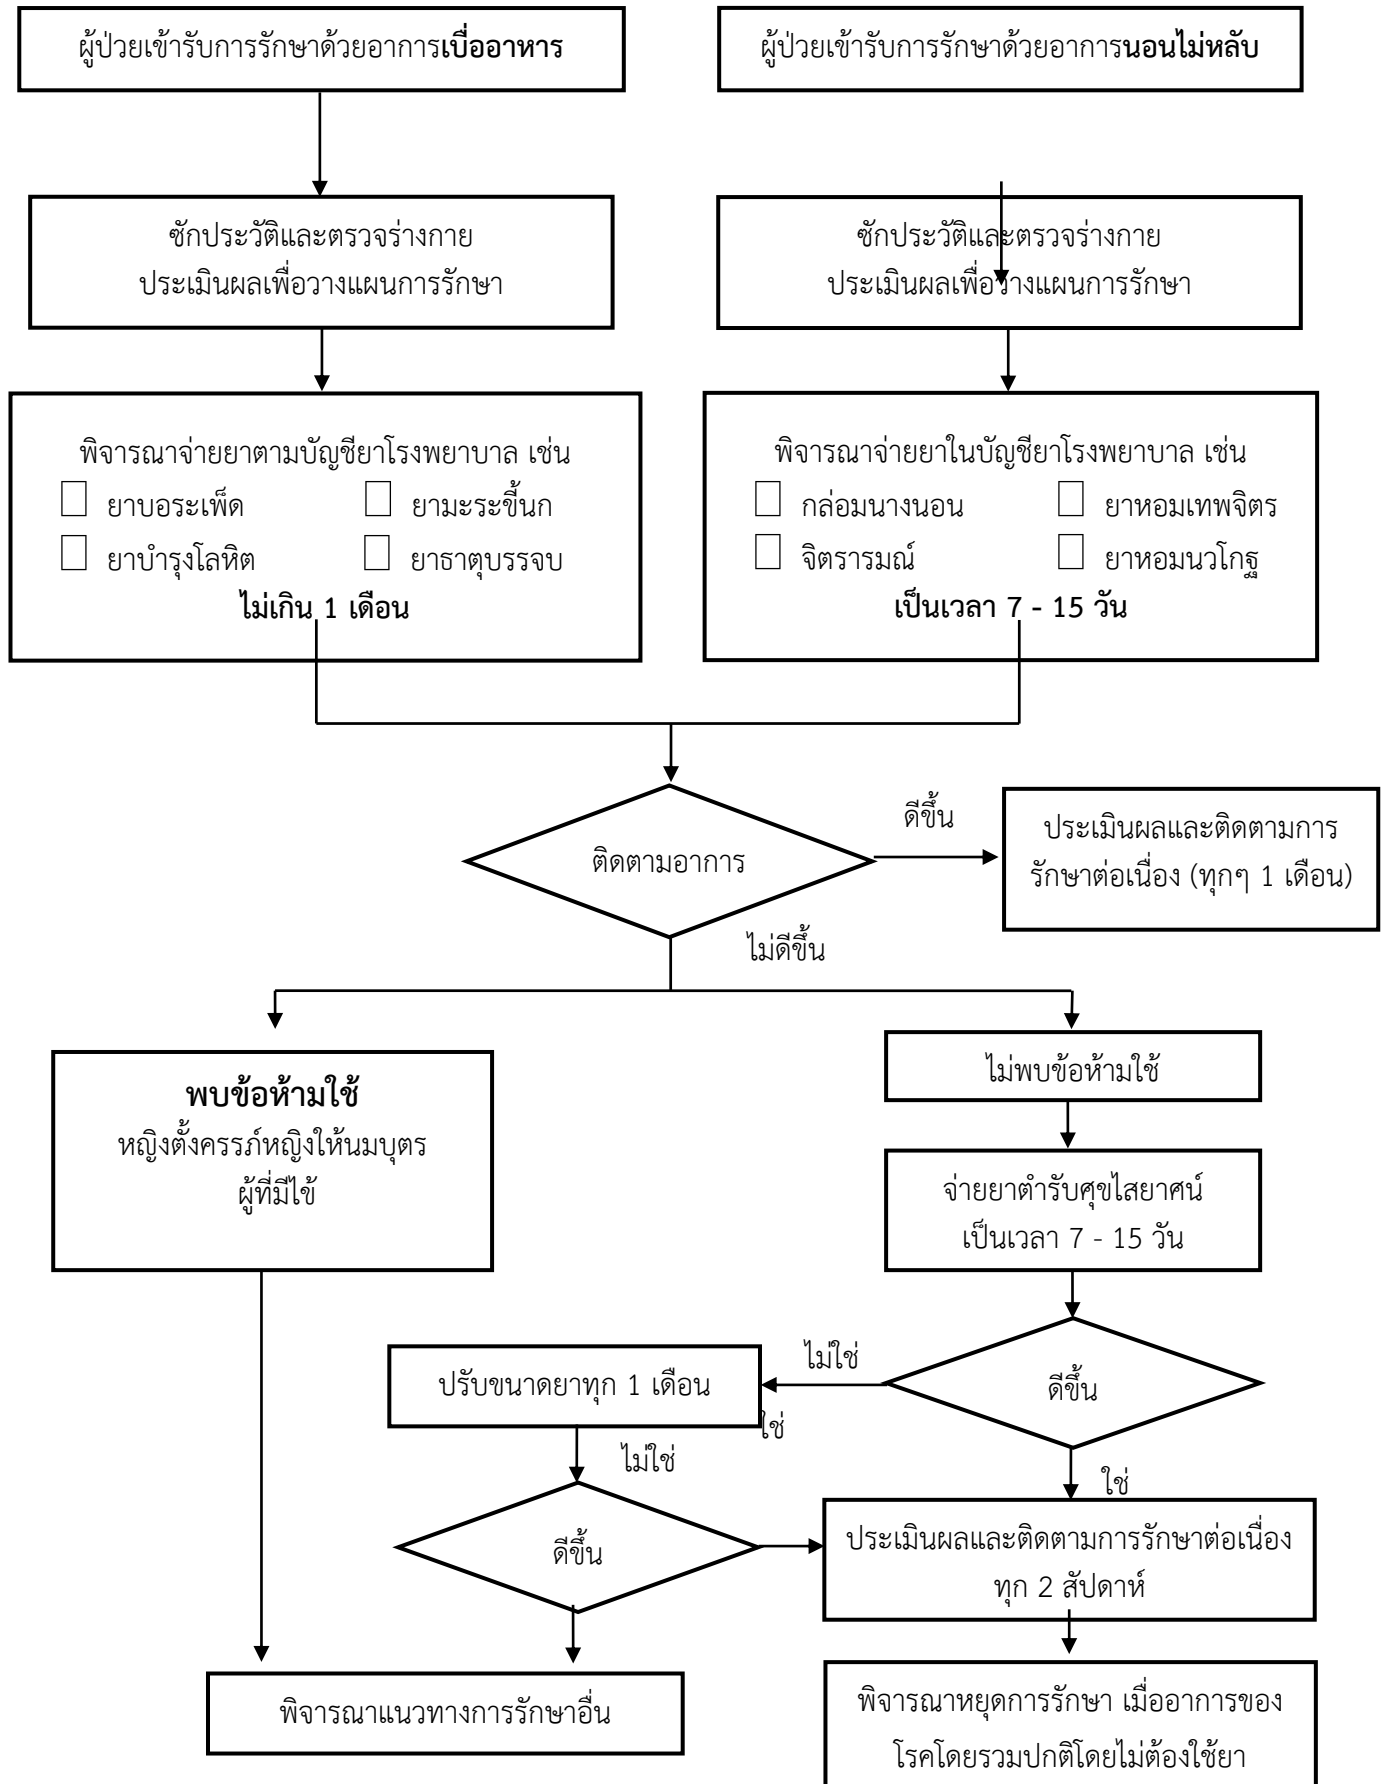 ผู้ป่วยเข้ารับการรักษาด้วยอาการเบื่ออาหาร
ผู้ป่วยเข้ารับการรักษาด้วยอาการนอนไม่หลับ
ซักประวัติและตรวจร่างกาย
ประเมินผลเพื่อวางแผนการรักษา
ซักประวัติและตรวจร่างกาย
ประเมินผลเพื่อวางแผนการรักษา
พิจารณาจ่ายยาตามบัญชียาโรงพยาบาล เช่น
ยาบอระเพ็ด
ยามะระขี้นก
ยาบำรุงโลหิต
ยาธาตุบรรจบ
ไม่เกิน 1 เดือน
พิจารณาจ่ายยาในบัญชียาโรงพยาบาล เช่น
กล่อมนางนอน
ยาหอมเทพจิตร
จิตรารมณ์
ยาหอมนวโกฐ
เป็นเวลา 7 - 15 วัน
ติดตามอาการ
ดีขึ้น
ประเมินผลและติดตามการ
รักษาต่อเนื่อง (ทุกๆ 1 เดือน)
ไม่ดีขึ้น
พบข้อห้ามใช้
หญิงตั้งครรภ์หญิงให้นมบุตร
ผู้ที่มีไข้
ไม่พบข้อห้ามใช้
จ่ายยาตำรับศุขไสยาศน์
เป็นเวลา 7 - 15 วัน
ดีขึ้น
ไม่ใช่
ปรับขนาดยาทุก 1 เดือน
ใช่
ไม่ใช่
ใช่
ดีขึ้น
ประเมินผลและติดตามการรักษาต่อเนื่อง
ทุก 2 สัปดาห์
พิจารณาแนวทางการรักษาอื่น
พิจารณาหยุดการรักษา เมื่ออาการของ
โรคโดยรวมปกติโดยไม่ต้องใช้ยา